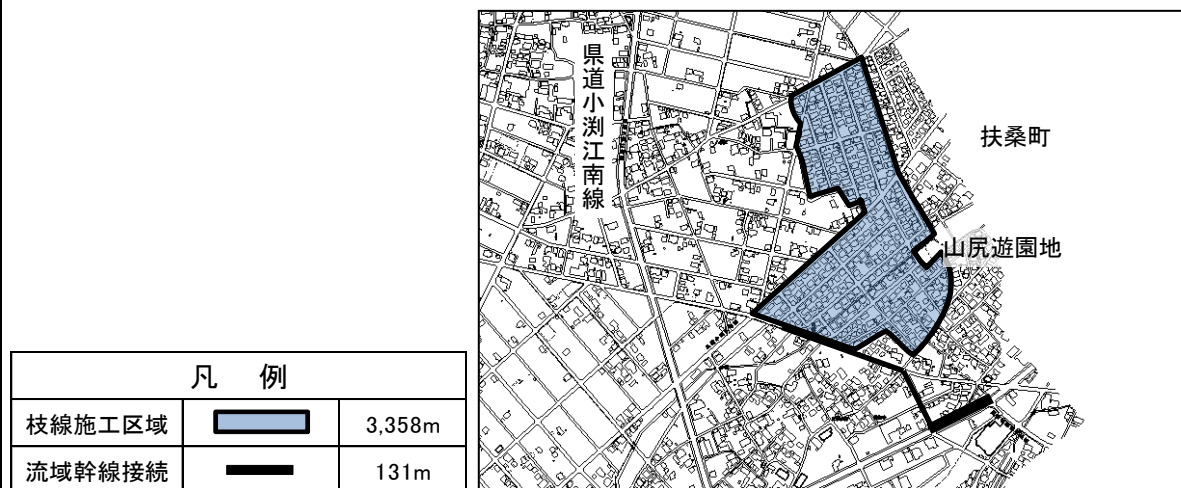 県道小渕江南線
扶桑町
山尻遊園地
凡 例
枝線施工区域 3,358m
流域幹線接続 131m